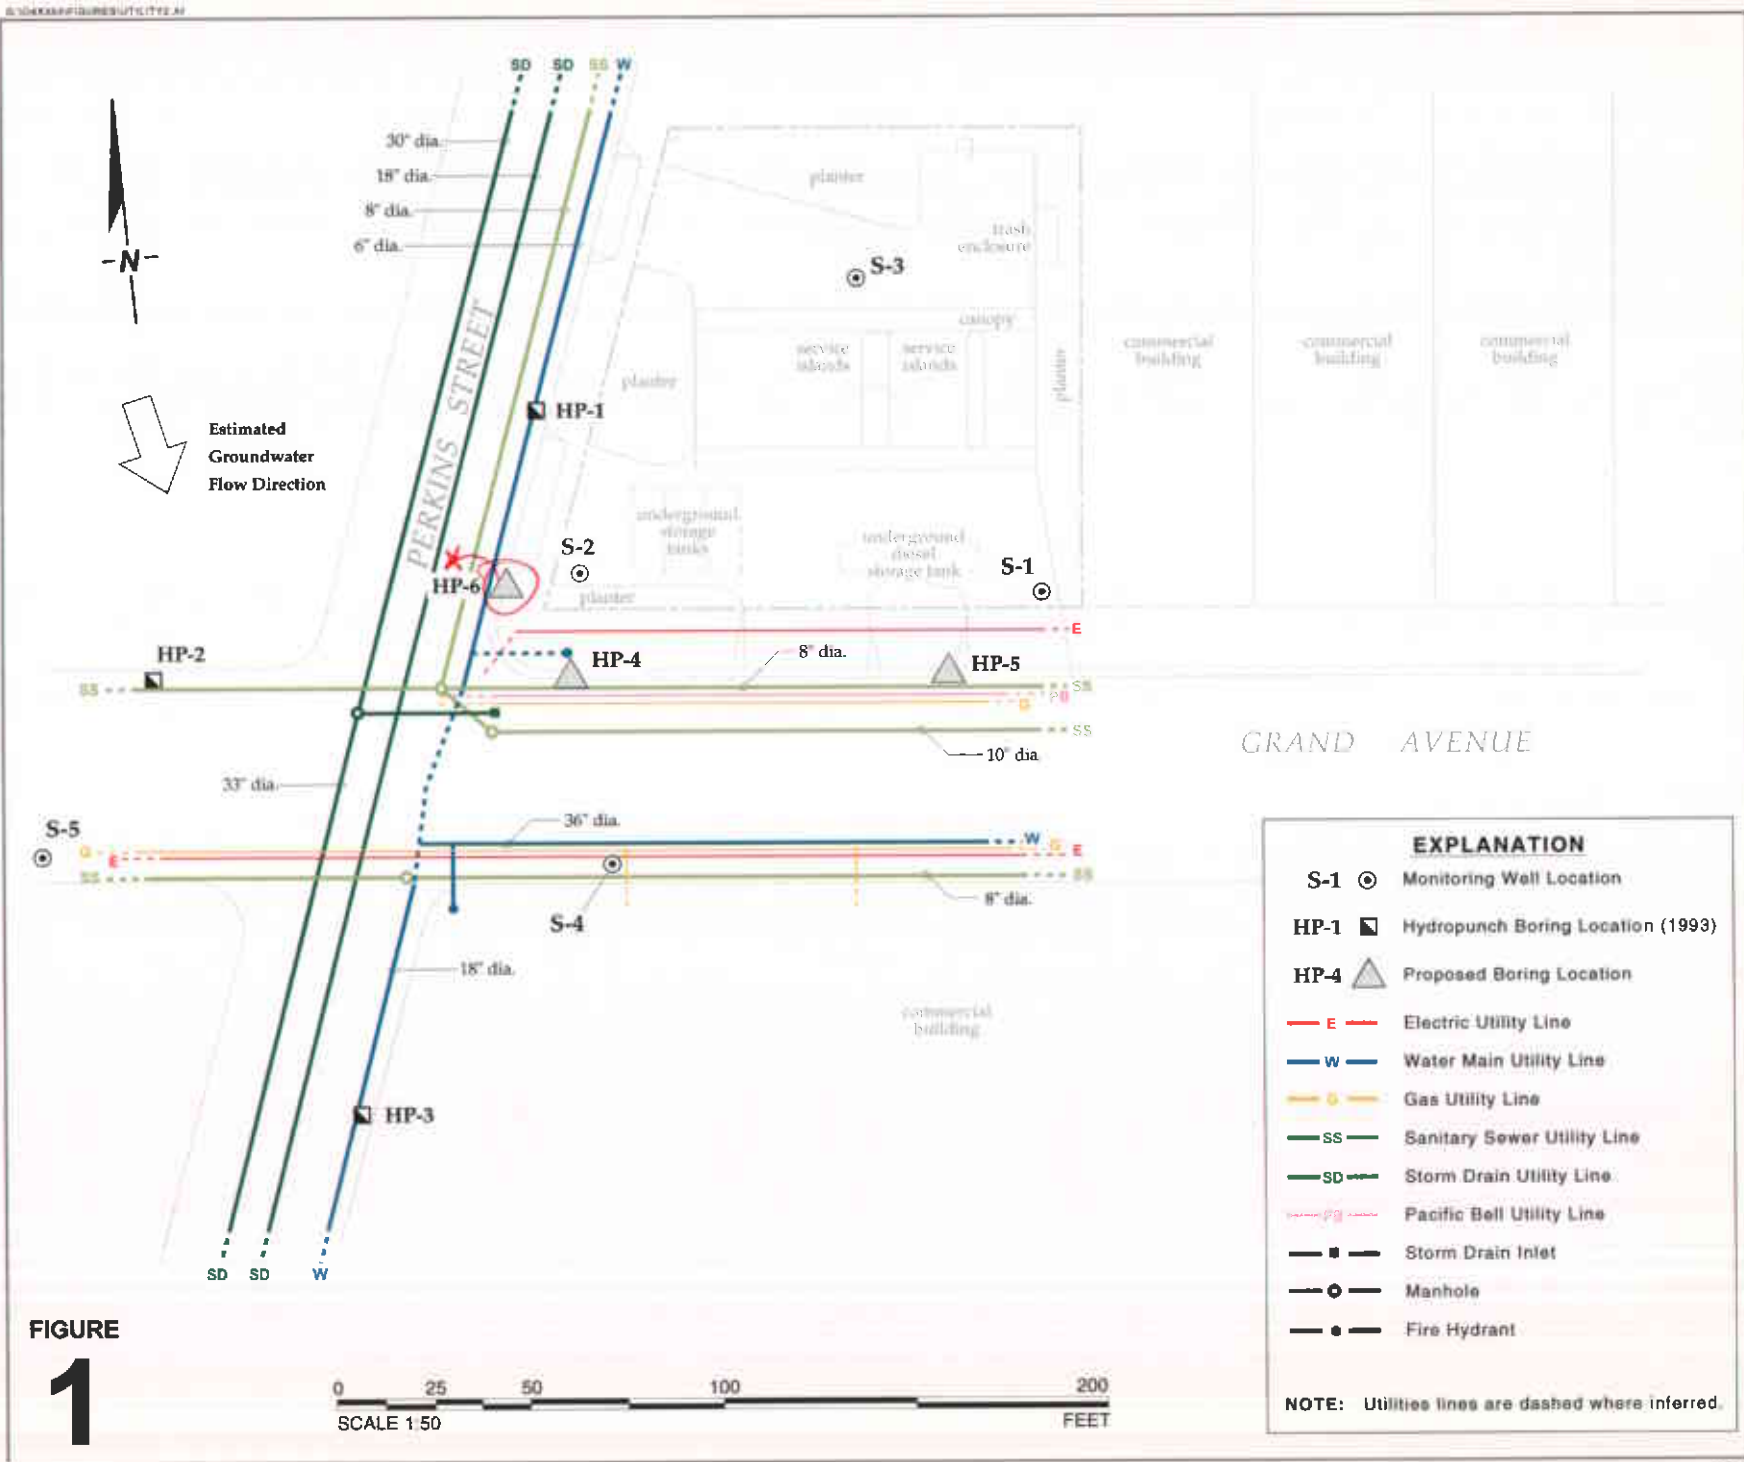 SD SD SS W
30" dia.
18" dia.
8" dia.
6" dia.
N
planter
trash
enclosure
S-3
canopy
service
islands
service
islands
planter
planter
commercial
building
commercial
building
commercial
building
PERKINS STREET
HP-1
Estimated
Groundwater
Flow Direction
underground
storage
tanks
underground
diesel
storage tank
S-2
S-1
HP-6
planter
E
HP-2
HP-4
8" dia.
HP-5
SS
SS
PB
G
SS
10" dia.
GRAND AVENUE
33" dia.
36" dia.
S-5
G
E
SS
W
G
E
SS
8" dia.
S-4
18" dia.
commercial
building
HP-3
SD SD W
EXPLANATION
S-1 Monitoring Well Location
HP-1 Hydropunch Boring Location (1993)
HP-4 Proposed Boring Location
E Electric Utility Line
W Water Main Utility Line
G Gas Utility Line
SS Sanitary Sewer Utility Line
SD Storm Drain Utility Line
PB Pacific Bell Utility Line
Storm Drain Inlet
Manhole
Fire Hydrant
NOTE: Utilities lines are dashed where inferred.
FIGURE
1
0 25 50 100 200
SCALE 1:50 FEET